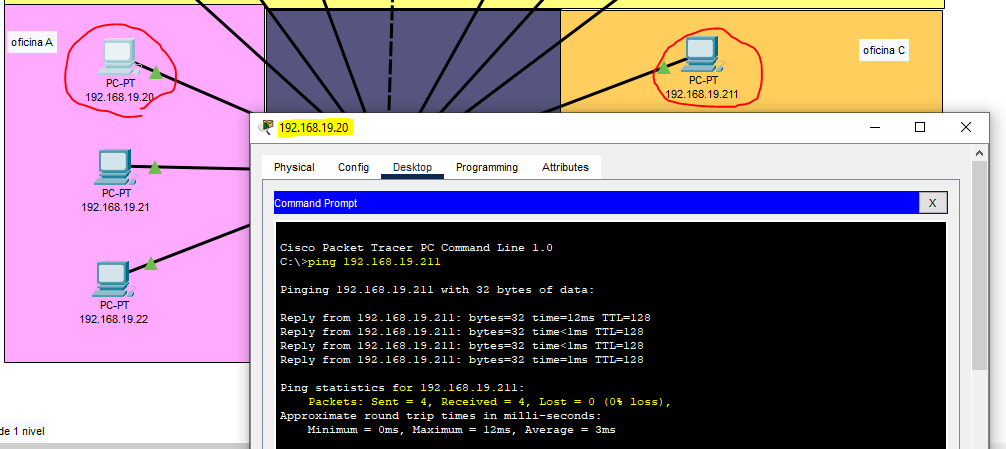 oficina A
PC-PT
192.168.19.20
PC-PT
192.168.19.21
PC-PT
192.168.19.22
PC-PT
192.168.19.211
oficina C
192.168.19.20
Physical Config Desktop Programming Attributes
Command Prompt
X
Cisco Packet Tracer PC Command Line 1.0
C:\>ping 192.168.19.211
Pinging 192.168.19.211 with 32 bytes of data:
Reply from 192.168.19.211: bytes=32 time=12ms TTL=128
Reply from 192.168.19.211: bytes=32 time<1ms TTL=128
Reply from 192.168.19.211: bytes=32 time<1ms TTL=128
Reply from 192.168.19.211: bytes=32 time=1ms TTL=128
Ping statistics for 192.168.19.211:
Packets: Sent = 4, Received = 4, Lost = 0 (0% loss),
Approximate round trip times in milli-seconds:
Minimum = 0ms, Maximum = 12ms, Average = 3ms
de 1 nivel